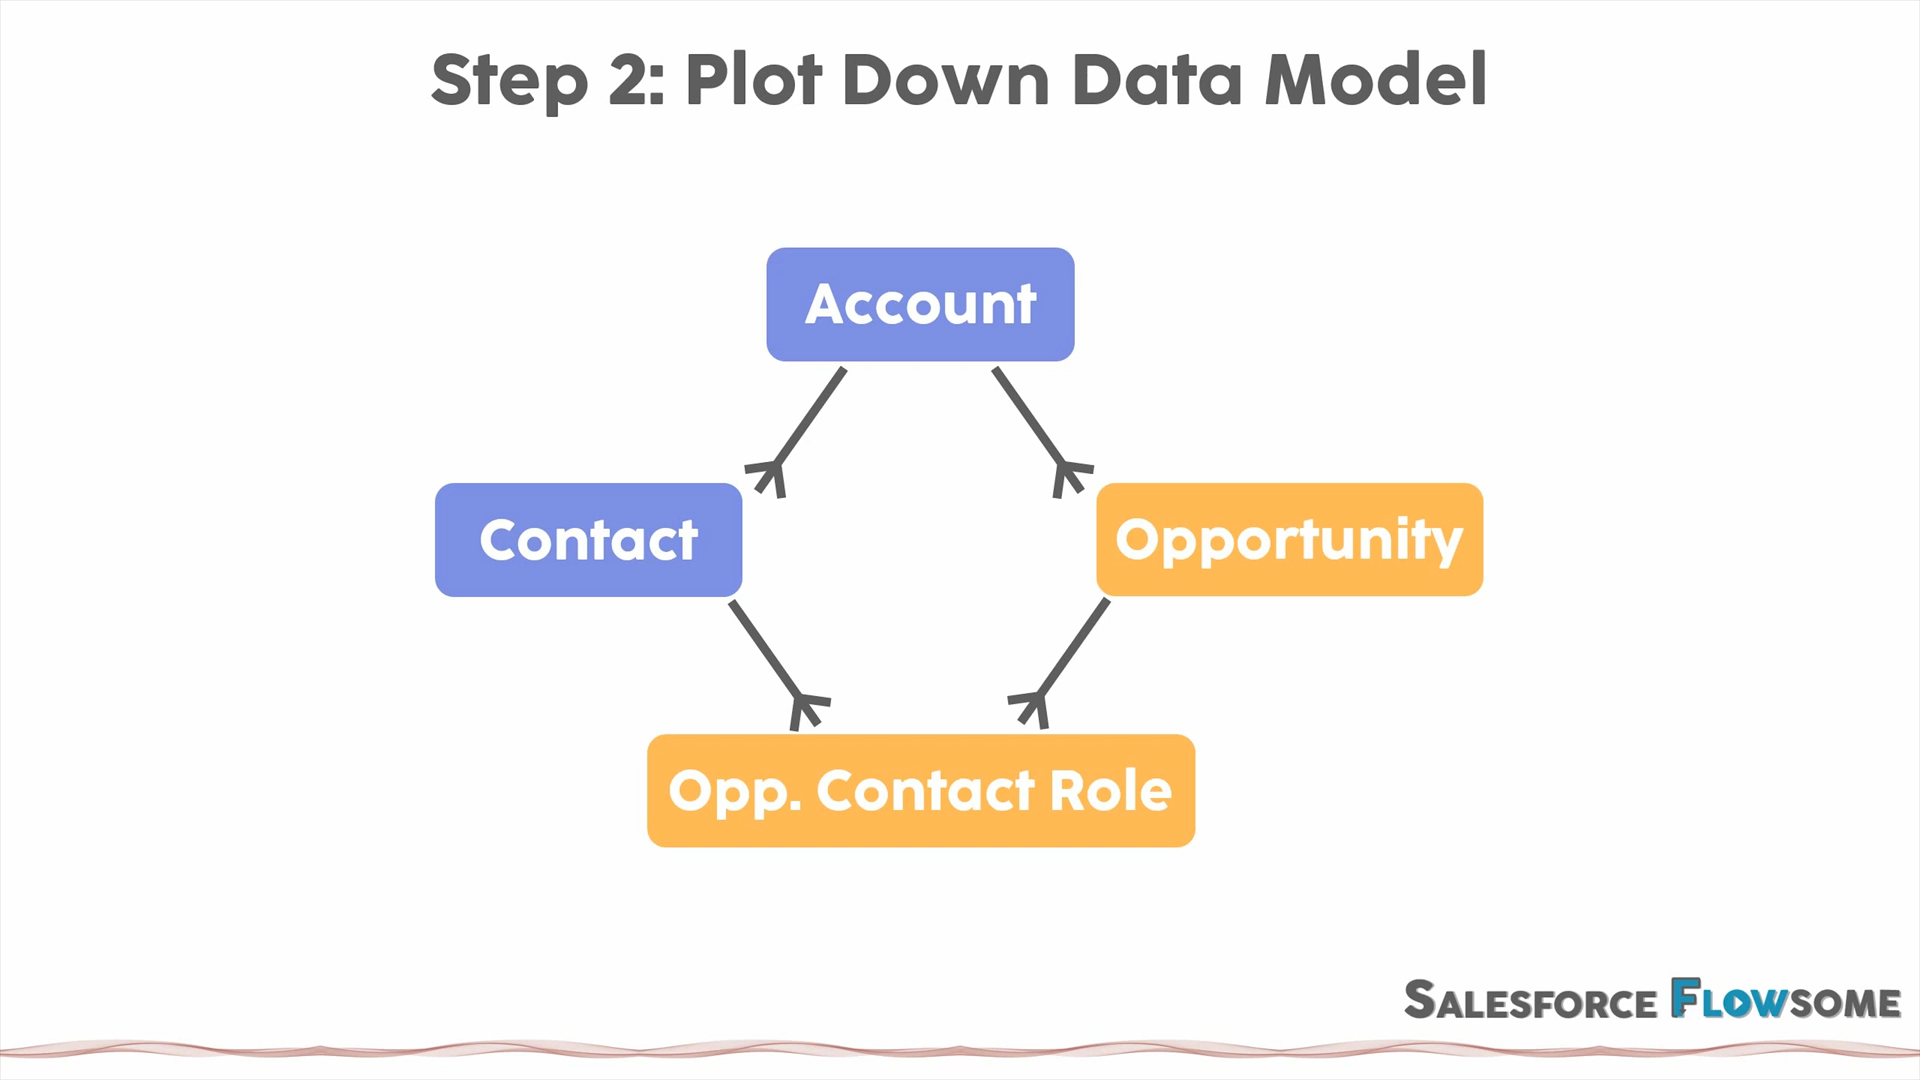 Step 2: Plot Down Data Model
Account
Contact
Opportunity
Opp. Contact Role
SALESFORCE FLOWSOME